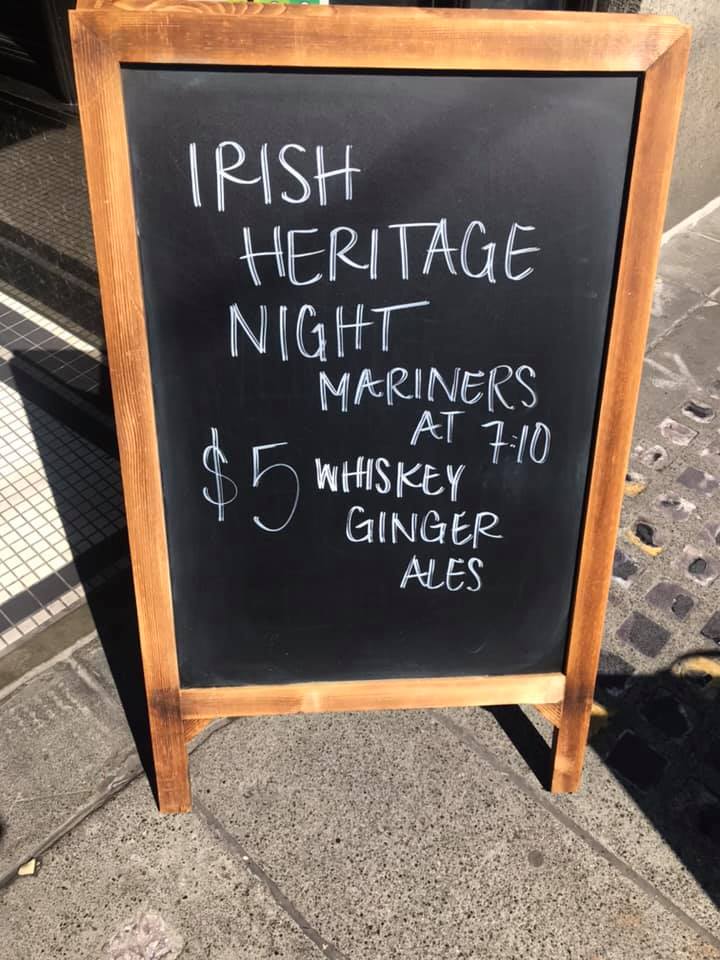 IRISH
HERITAGE
NIGHT
MARINERS
AT 7:10
$5 WHISKEY
GINGER
ALES